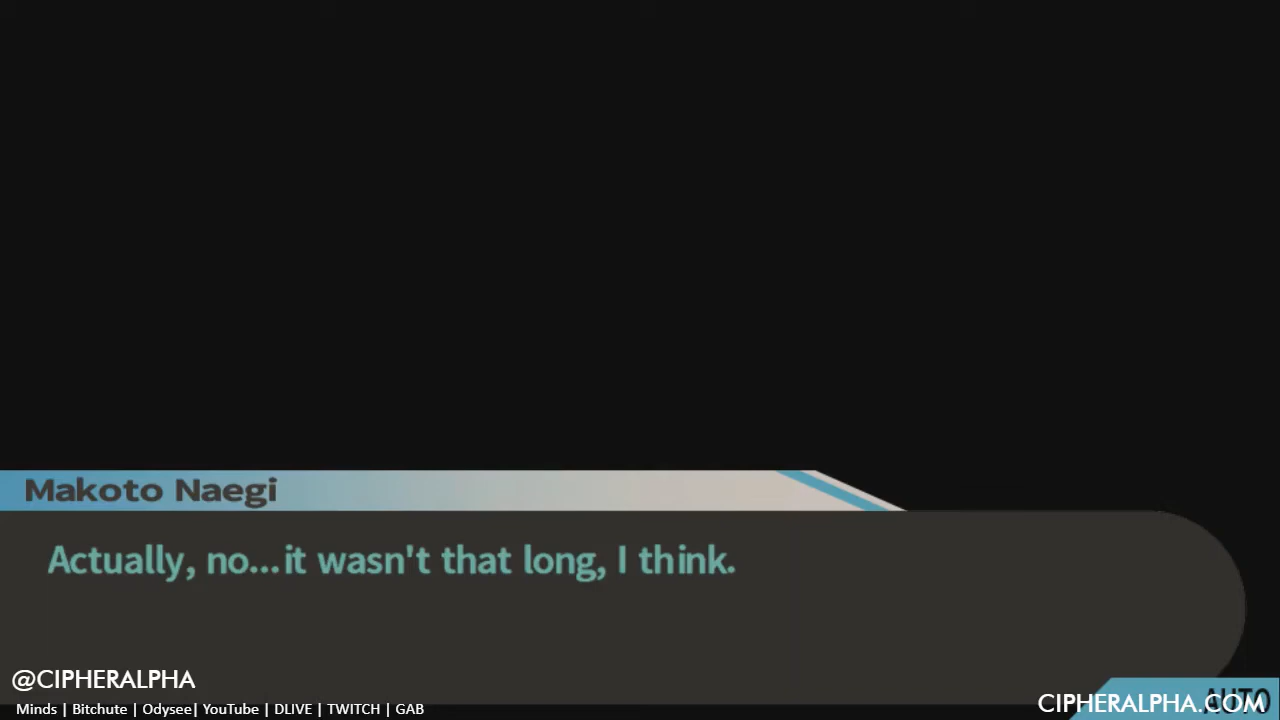 Makoto Naegi
Actually, no...it wasn't that long, I think.
@CIPHERALPHA
Minds | Bitchute | Odysee| YouTube | DLIVE | TWITCH | GAB
CIPHERALPHA.COM
AUTO